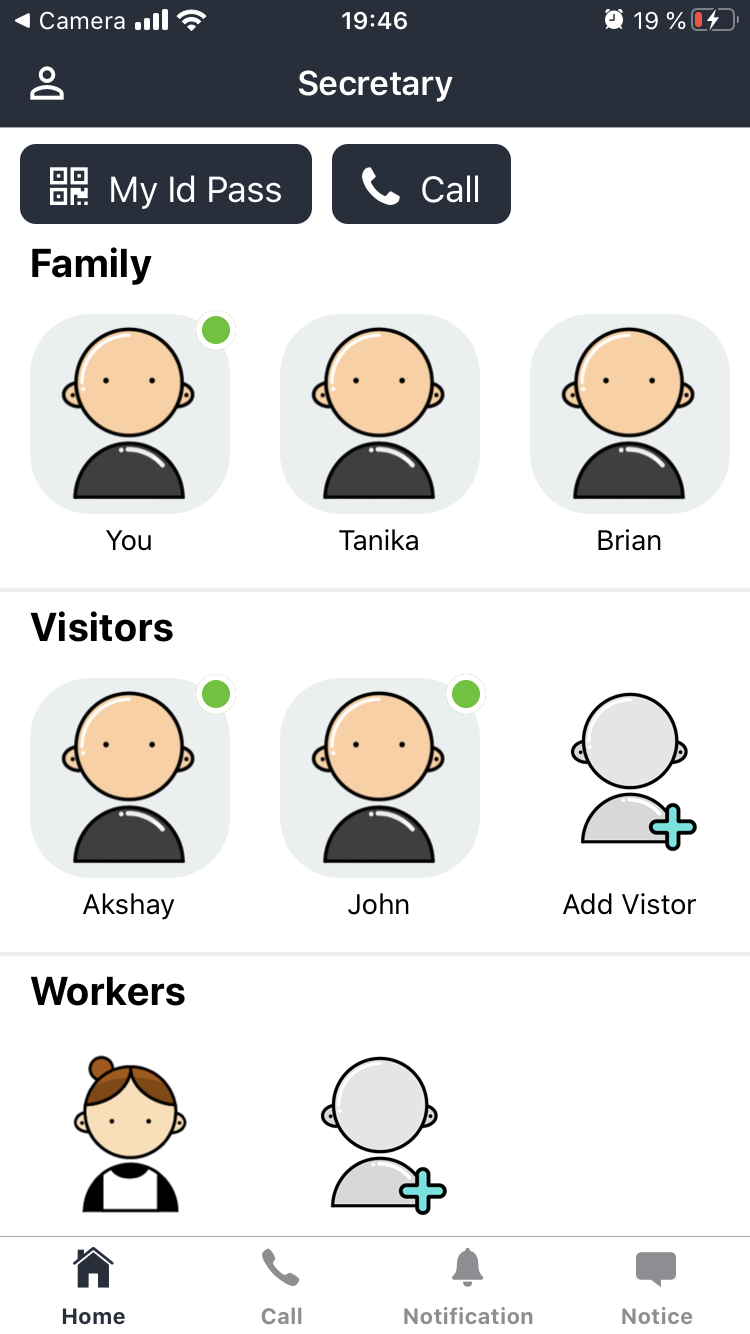 Camera 19:46 19 %
Secretary
My Id Pass Call
Family
You Tanika Brian
Visitors
Akshay John Add Vistor
Workers
Home Call Notification Notice